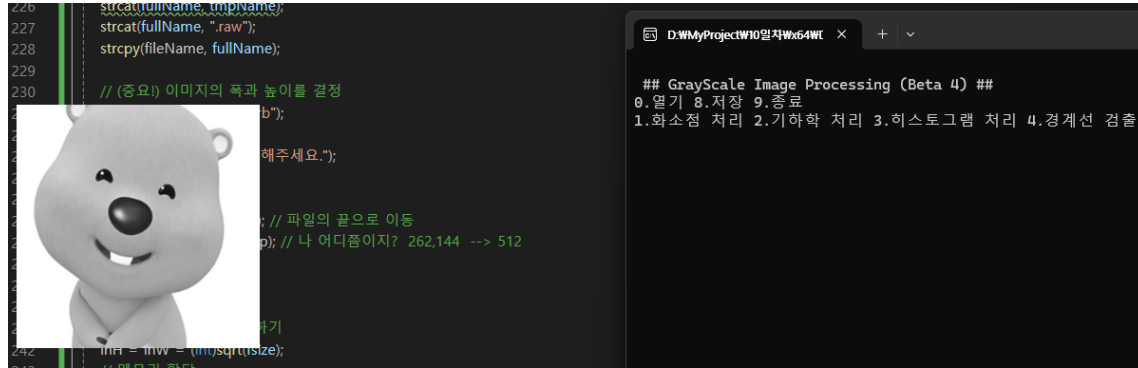 226 strcat(fullName, tmpName);
227 strcat(fullName, ".raw");
228 strcpy(fileName, fullName);
229
230 // (중요!) 이미지의 폭과 높이를 결정
b");
해주세요.");
; // 파일의 끝으로 이동
p); // 나 어디쯤이지? 262,144 --> 512
하기
242 inH = inW = (int)sqrt(fsize);
// 메모리 할당
D:₩MyProject₩10일차₩x64₩
## GrayScale Image Processing (Beta 4) ##
0.열기 8.저장 9.종료
1.화소점 처리 2.기하학 처리 3.히스토그램 처리 4.경계선 검출